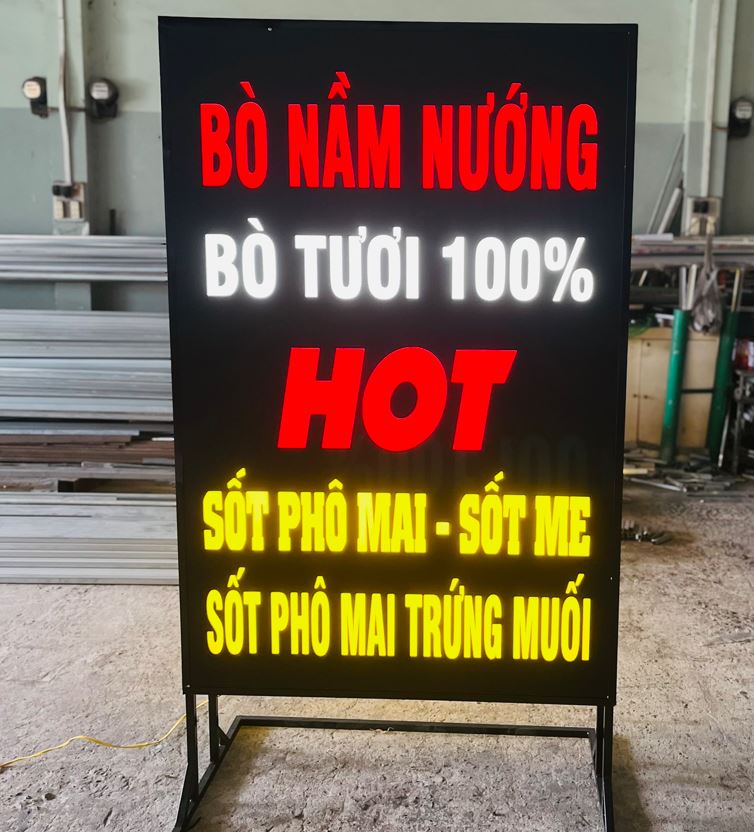 BÒ NẦM NƯỚNG
BÒ TƯƠI 100%
HOT
SỐT PHÔ MAI - SỐT ME
SỐT PHÔ MAI TRỨNG MUỐI